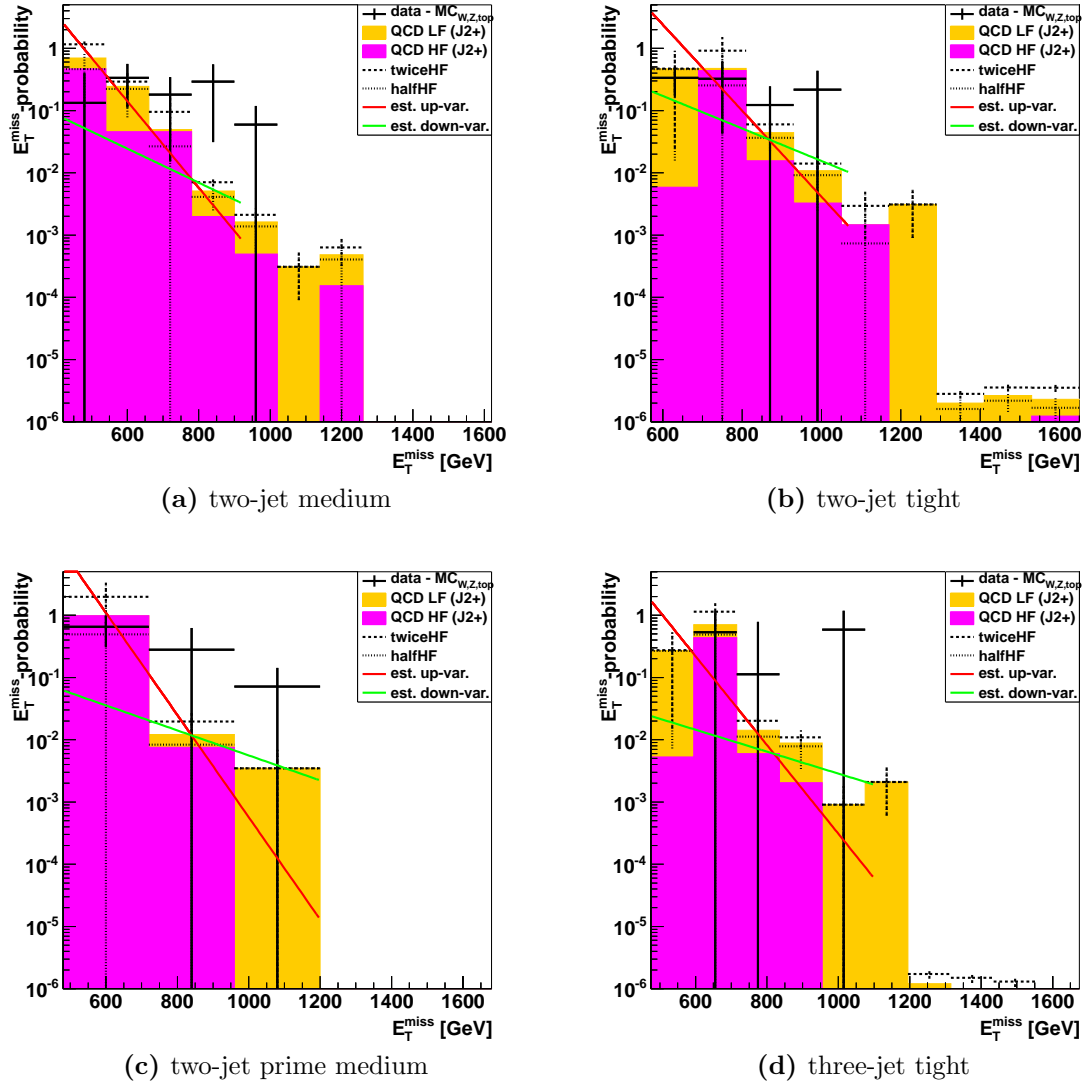 E_T^miss-probability
data - MC_W,Z,top
QCD LF (J2+)
QCD HF (J2+)
twiceHF
halfHF
est. up-var.
est. down-var.
1
10^-1
10^-2
10^-3
10^-4
10^-5
10^-6
600 800 1000 1200 1400 1600
E_T^miss [GeV]
(a) two-jet medium
E_T^miss-probability
data - MC_W,Z,top
QCD LF (J2+)
QCD HF (J2+)
twiceHF
halfHF
est. up-var.
est. down-var.
1
10^-1
10^-2
10^-3
10^-4
10^-5
10^-6
600 800 1000 1200 1400 1600
E_T^miss [GeV]
(b) two-jet tight
E_T^miss-probability
data - MC_W,Z,top
QCD LF (J2+)
QCD HF (J2+)
twiceHF
halfHF
est. up-var.
est. down-var.
1
10^-1
10^-2
10^-3
10^-4
10^-5
10^-6
600 800 1000 1200 1400 1600
E_T^miss [GeV]
(c) two-jet prime medium
E_T^miss-probability
data - MC_W,Z,top
QCD LF (J2+)
QCD HF (J2+)
twiceHF
halfHF
est. up-var.
est. down-var.
1
10^-1
10^-2
10^-3
10^-4
10^-5
10^-6
600 800 1000 1200 1400 1600
E_T^miss [GeV]
(d) three-jet tight